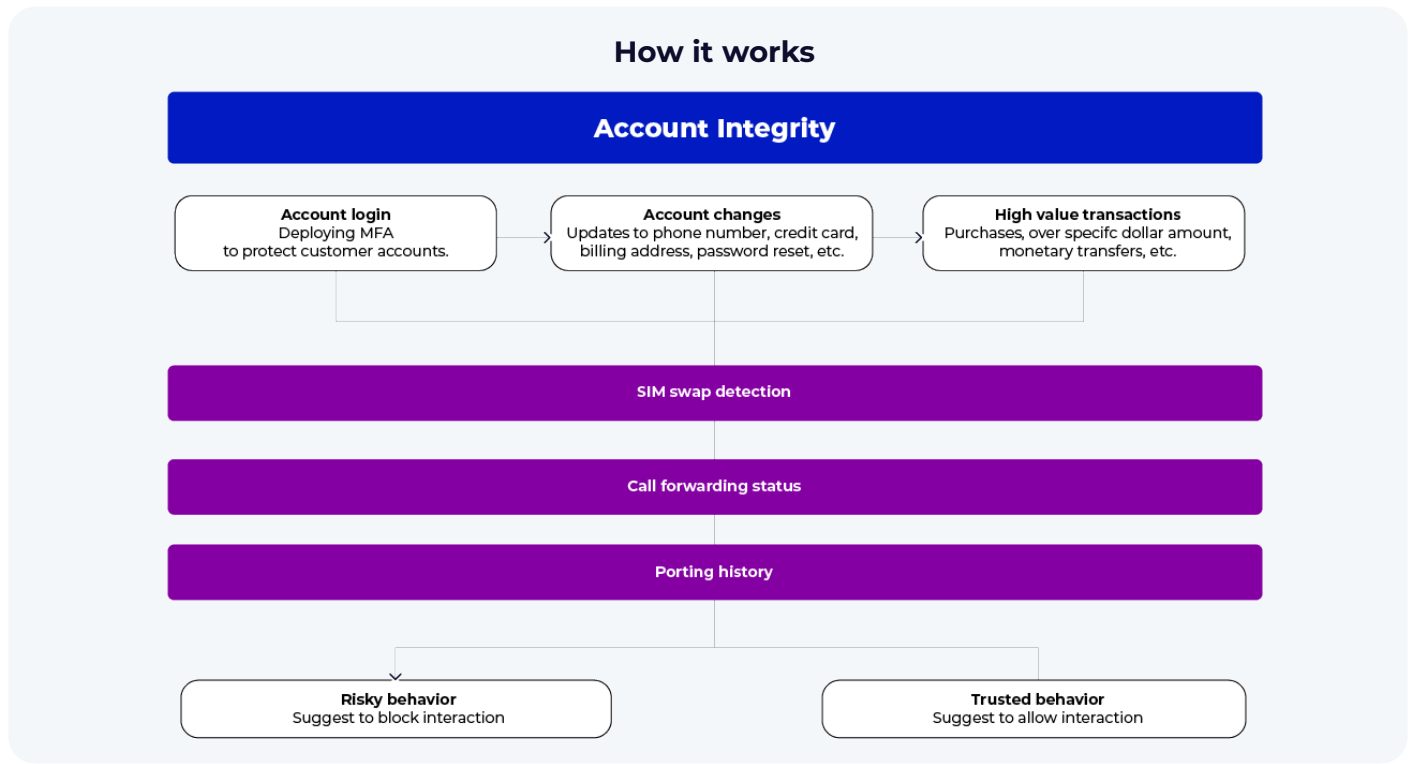 How it works
Account Integrity
Account login
Deploying MFA
to protect customer accounts.
Account changes
Updates to phone number, credit card,
billing address, password reset, etc.
High value transactions
Purchases, over specifc dollar amount,
monetary transfers, etc.
SIM swap detection
Call forwarding status
Porting history
Risky behavior
Suggest to block interaction
Trusted behavior
Suggest to allow interaction